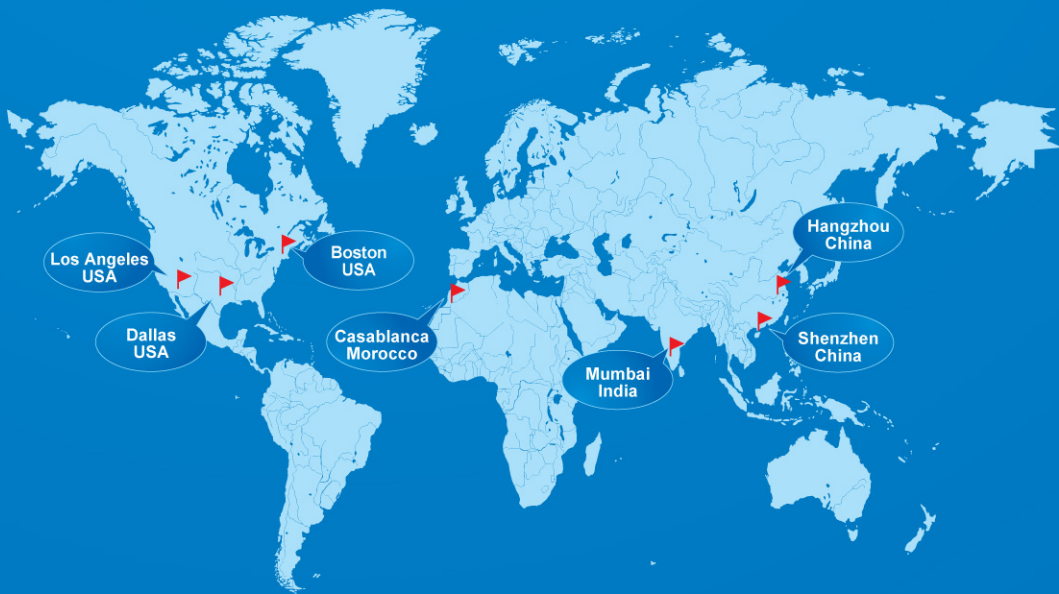 Hangzhou
China
Boston
USA
Los Angeles
USA
Dallas
USA
Casablanca
Morocco
Shenzhen
China
Mumbai
India